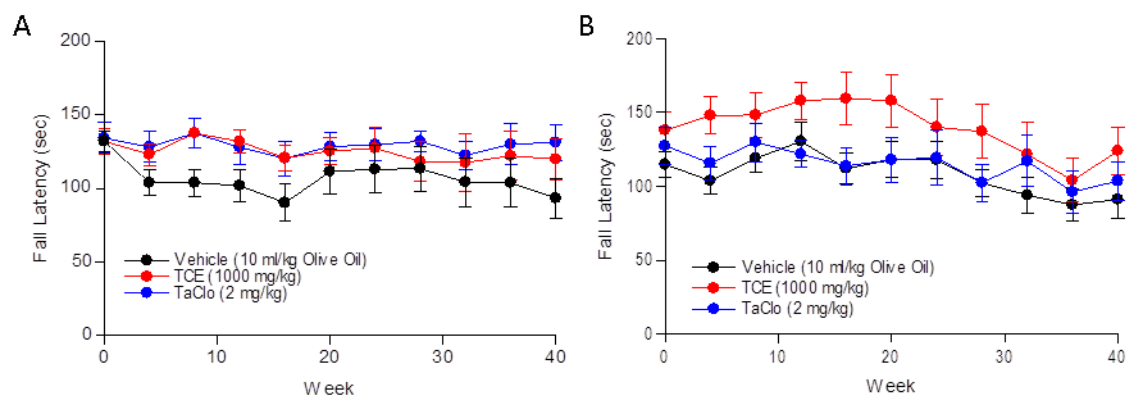 A
200
150
100
50
0
Fall Latency (sec)
Vehicle (10 ml/kg Olive Oil)
TCE (1000 mg/kg)
TaClo (2 mg/kg)
0 10 20 30 40
Week
B
200
150
100
50
0
Fall Latency (sec)
Vehicle (10 ml/kg Olive Oil)
TCE (1000 mg/kg)
TaClo (2 mg/kg)
0 10 20 30 40
Week